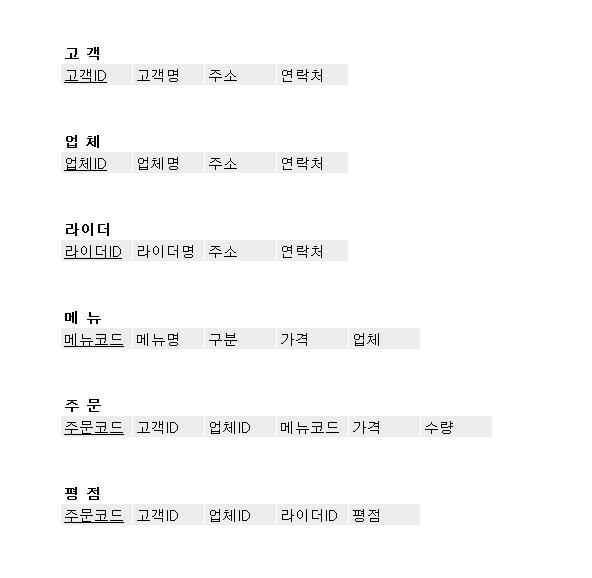 고 객
고객ID 고객명 주소 연락처
업 체
업체ID 업체명 주소 연락처
라이더
라이더ID 라이더명 주소 연락처
메 뉴
메뉴코드 메뉴명 구분 가격 업체
주 문
주문코드 고객ID 업체ID 메뉴코드 가격 수량
평 점
주문코드 고객ID 업체ID 라이더ID 평점